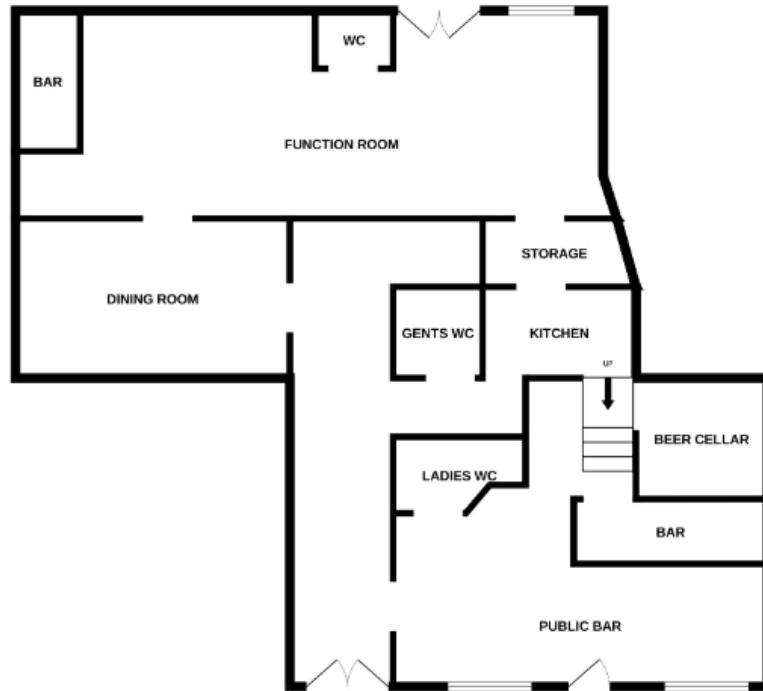 WC
BAR
FUNCTION ROOM
STORAGE
DINING ROOM
GENTS WC
KITCHEN
UP
BEER CELLAR
LADIES WC
BAR
PUBLIC BAR